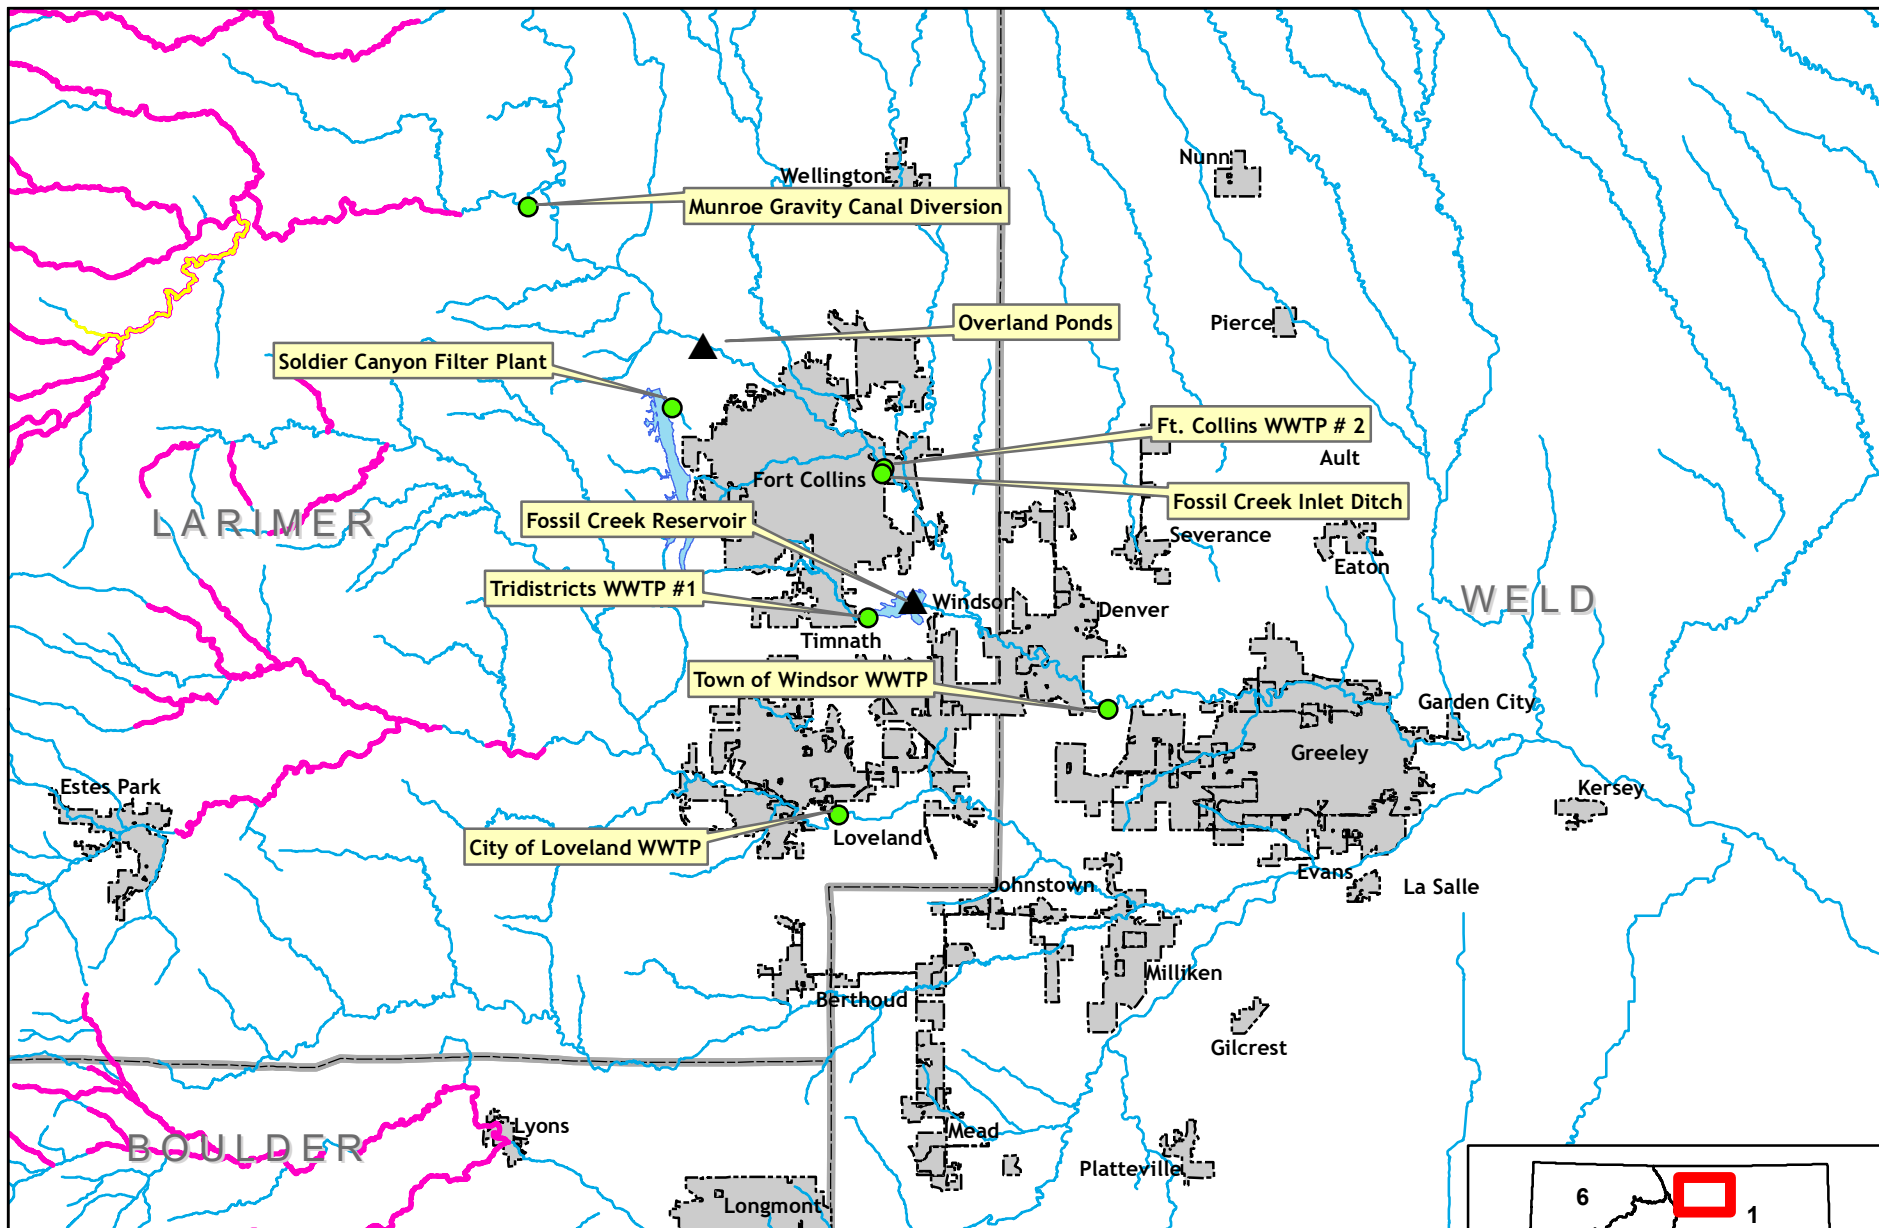 Wellington
Nunn
Munroe Gravity Canal Diversion
Overland Ponds
Pierce
Soldier Canyon Filter Plant
Ft. Collins WWTP # 2
Ault
Fort Collins
Fossil Creek Inlet Ditch
LARIMER
Fossil Creek Reservoir
Severance
Eaton
Tridistricts WWTP #1
Windsor
Denver
WELD
Timnath
Town of Windsor WWTP
Garden City
Greeley
Estes Park
Kersey
City of Loveland WWTP
Loveland
Evans
Johnstown
La Salle
Milliken
Berthoud
Gilcrest
Lyons
BOULDER
Mead
Platteville
Longmont
6
1